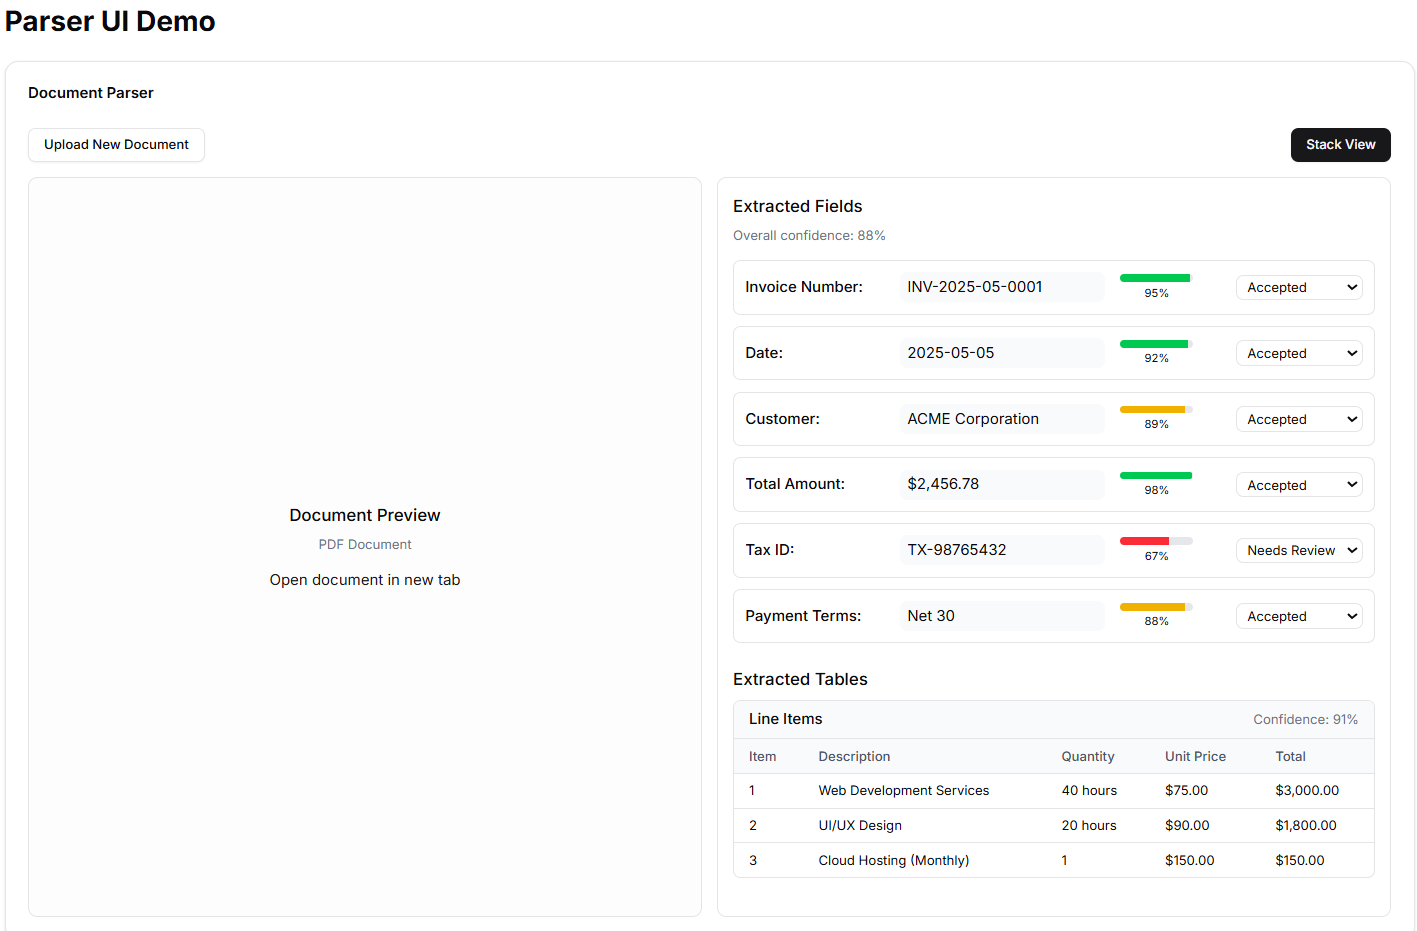 Parser UI Demo
Document Parser
Upload New Document
Stack View
Document Preview
PDF Document
Open document in new tab
Extracted Fields
Overall confidence: 88%
Invoice Number: INV-2025-05-0001 95% Accepted
Date: 2025-05-05 92% Accepted
Customer: ACME Corporation 89% Accepted
Total Amount: $2,456.78 98% Accepted
Tax ID: TX-98765432 67% Needs Review
Payment Terms: Net 30 88% Accepted
Extracted Tables
Line Items Confidence: 91%
Item Description Quantity Unit Price Total
1 Web Development Services 40 hours $75.00 $3,000.00
2 UI/UX Design 20 hours $90.00 $1,800.00
3 Cloud Hosting (Monthly) 1 $150.00 $150.00